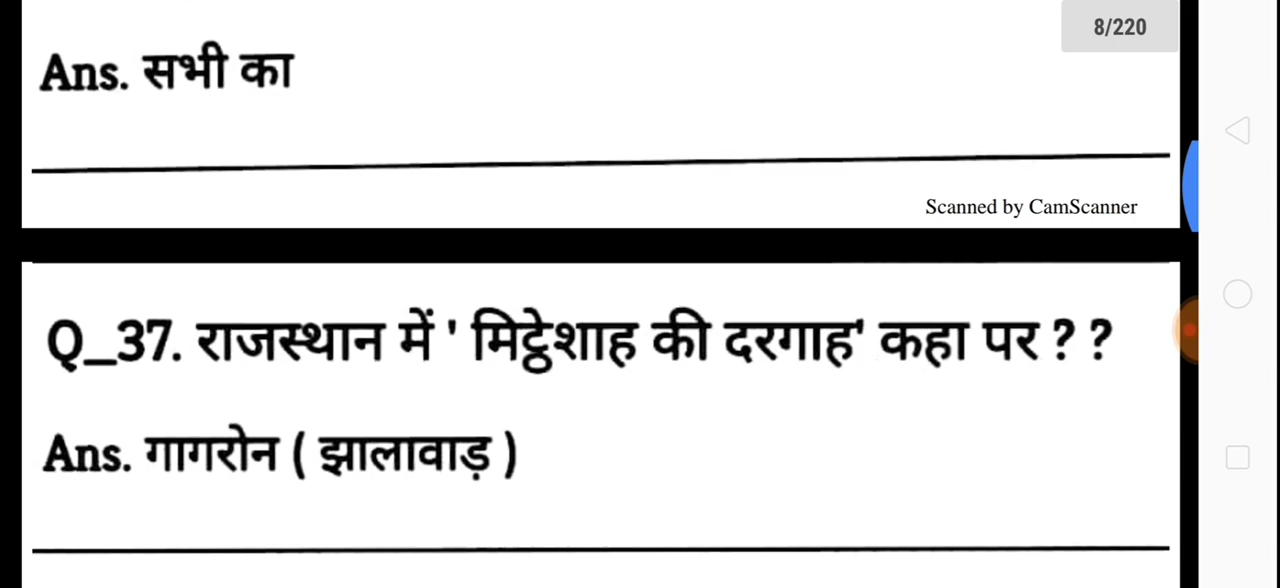 8/220
Ans. सभी का
Scanned by CamScanner
Q_37. राजस्थान में ' मिट्ठेशाह की दरगाह' कहा पर ? ?
Ans. गागरोन ( झालावाड़ )